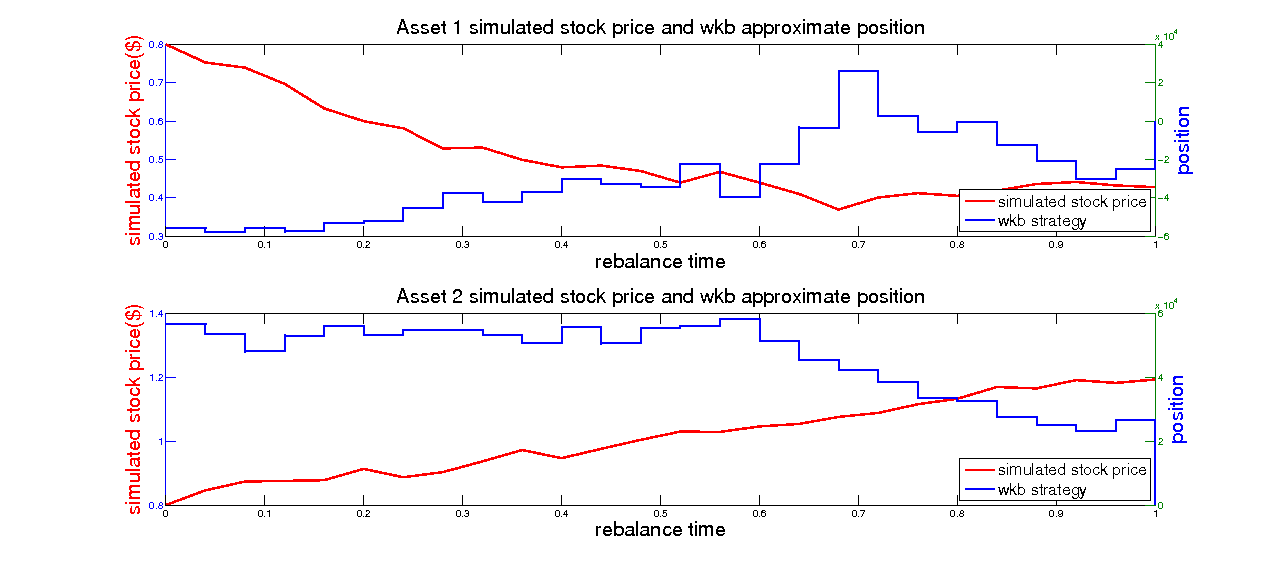 Asset 1 simulated stock price and wkb approximate position
x 10^4
simulated stock price($)
0.8
0.7
0.6
0.5
0.4
0.3
4
2
0
-2
-4
-6
position
simulated stock price
wkb strategy
0 0.1 0.2 0.3 0.4 0.5 0.6 0.7 0.8 0.9 1
rebalance time
Asset 2 simulated stock price and wkb approximate position
x 10^4
simulated stock price($)
1.4
1.2
1
0.8
6
4
2
0
position
simulated stock price
wkb strategy
0 0.1 0.2 0.3 0.4 0.5 0.6 0.7 0.8 0.9 1
rebalance time